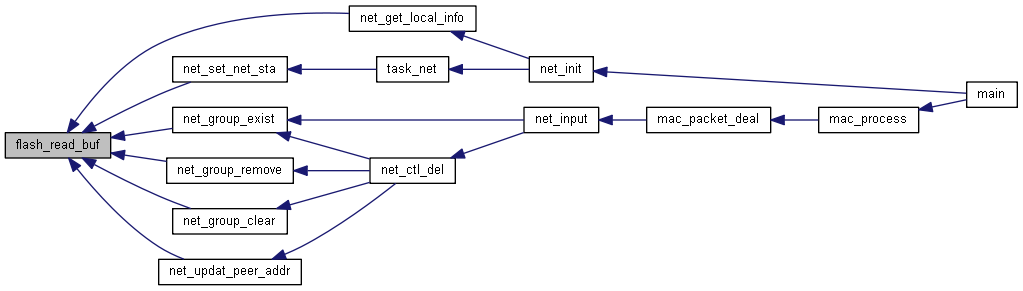 net_get_local_info
net_set_net_sta
task_net
net_init
main
net_group_exist
net_input
mac_packet_deal
mac_process
flash_read_buf
net_group_remove
net_ctl_del
net_group_clear
net_updat_peer_addr